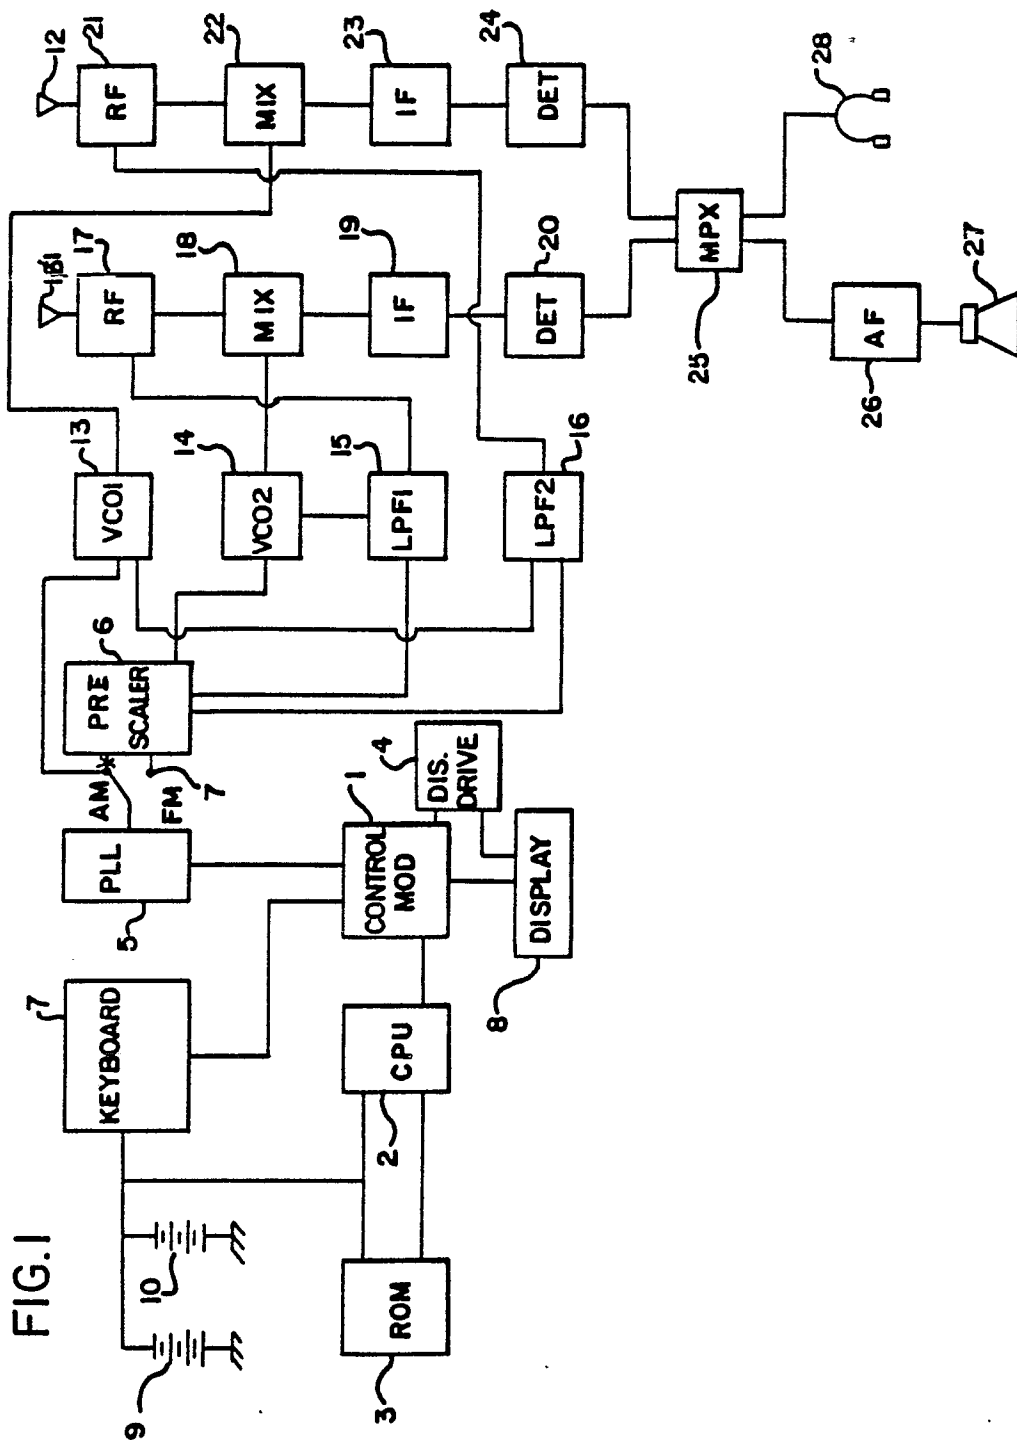 FIG.1
9
10
7
KEYBOARD
5
PLL
AM
FM
7
6
PRE
SCALER
13
VCO1
17
RF
12
21
RF
14
VCO2
18
MIX
22
MIX
3
ROM
2
CPU
1
CONTROL
MOD
4
DIS.
DRIVE
15
LPF1
19
IF
23
IF
8
DISPLAY
16
LPF2
20
DET
24
DET
25
MPX
26
AF
27
28